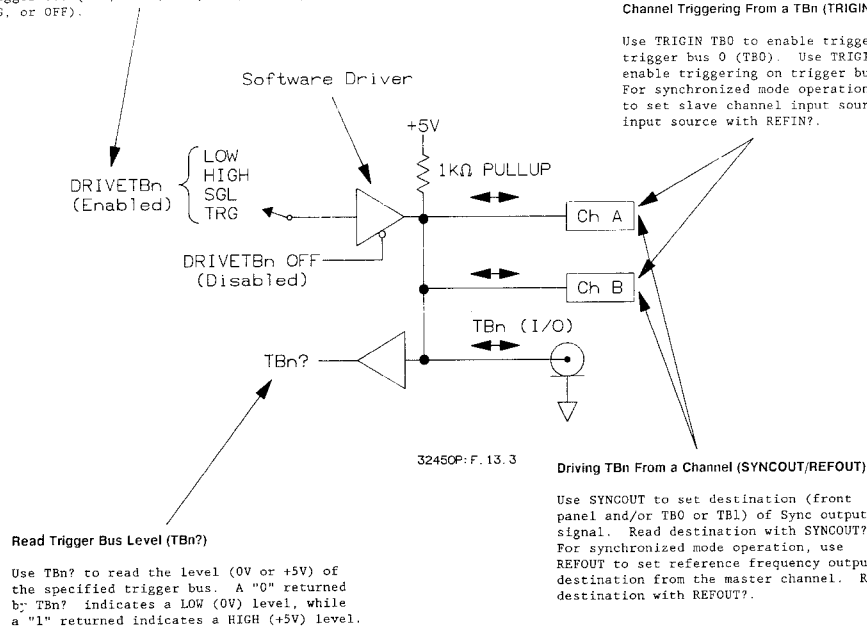 G, or OFF).
Channel Triggering From a TBn (TRIGIN
Use TRIGIN TB0 to enable trigge
trigger bus 0 (TB0). Use TRIGI
enable triggering on trigger bu
For synchronized mode operation
to set slave channel input sour
input source with REFIN?.
Software Driver
+5V
1KΩ PULLUP
LOW
HIGH
SGL
TRG
DRIVETBn
(Enabled)
Ch A
DRIVETBn OFF
(Disabled)
Ch B
TBn (I/O)
TBn?
32450P:F.13.3
Driving TBn From a Channel (SYNCOUT/REFOUT)
Use SYNCOUT to set destination (front
panel and/or TB0 or TB1) of Sync output
signal. Read destination with SYNCOUT?
For synchronized mode operation, use
REFOUT to set reference frequency outpu
destination from the master channel. R
destination with REFOUT?.
Read Trigger Bus Level (TBn?)
Use TBn? to read the level (0V or +5V) of
the specified trigger bus. A "0" returned
by TBn? indicates a LOW (0V) level, while
a "1" returned indicates a HIGH (+5V) level.